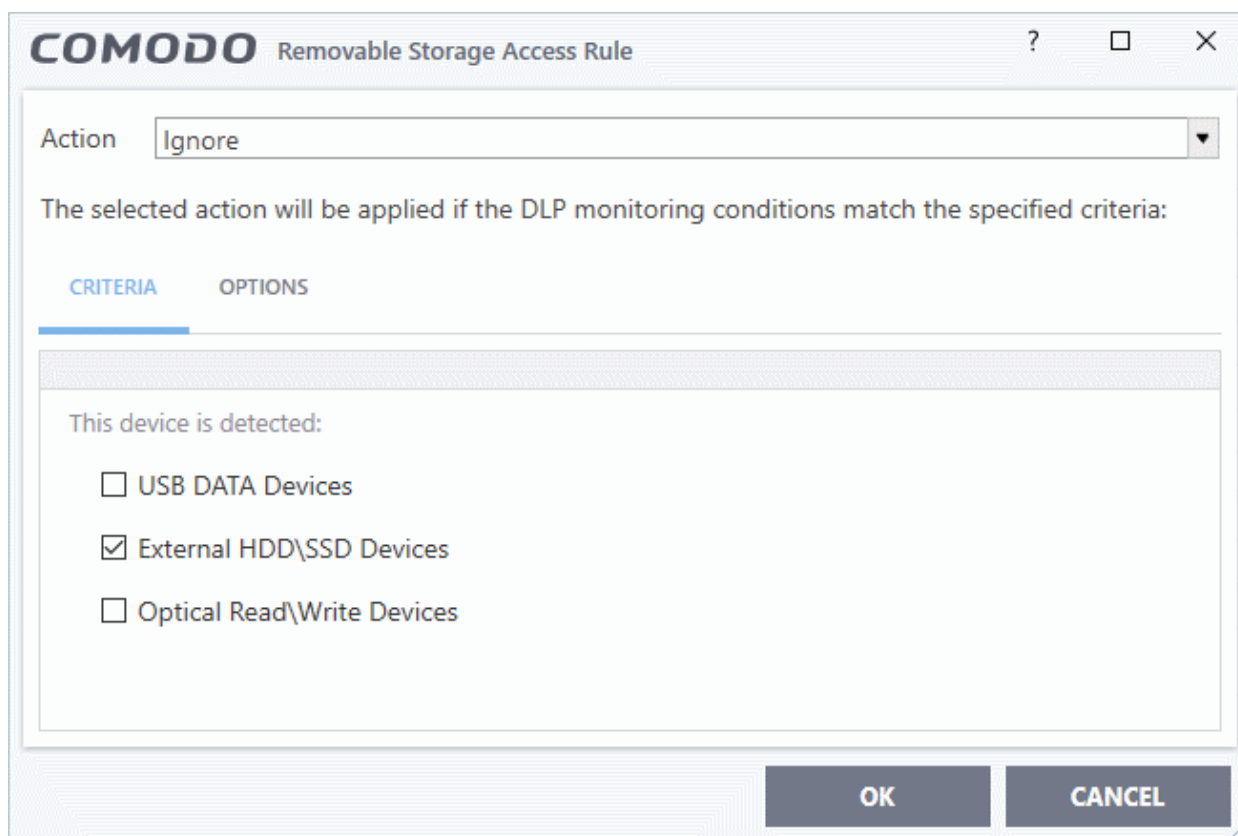 COMODO Removable Storage Access Rule ?
Action Ignore
The selected action will be applied if the DLP monitoring conditions match the specified criteria:
CRITERIA OPTIONS
This device is detected:
USB DATA Devices
External HDD\SSD Devices
Optical Read\Write Devices
OK CANCEL